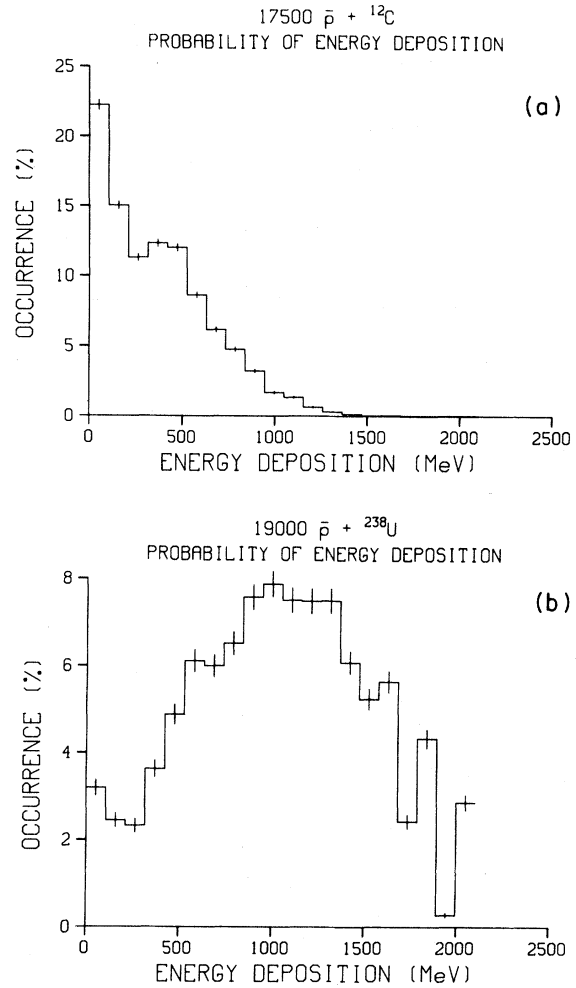 17500 p̄ + ¹²C
PROBABILITY OF ENERGY DEPOSITION
(a)
25
20
15
10
5
0
OCCURRENCE (%)
0 500 1000 1500 2000 2500
ENERGY DEPOSITION (MeV)
19000 p̄ + ²³⁸U
PROBABILITY OF ENERGY DEPOSITION
(b)
8
6
4
2
0
OCCURRENCE (%)
0 500 1000 1500 2000 2500
ENERGY DEPOSITION (MeV)